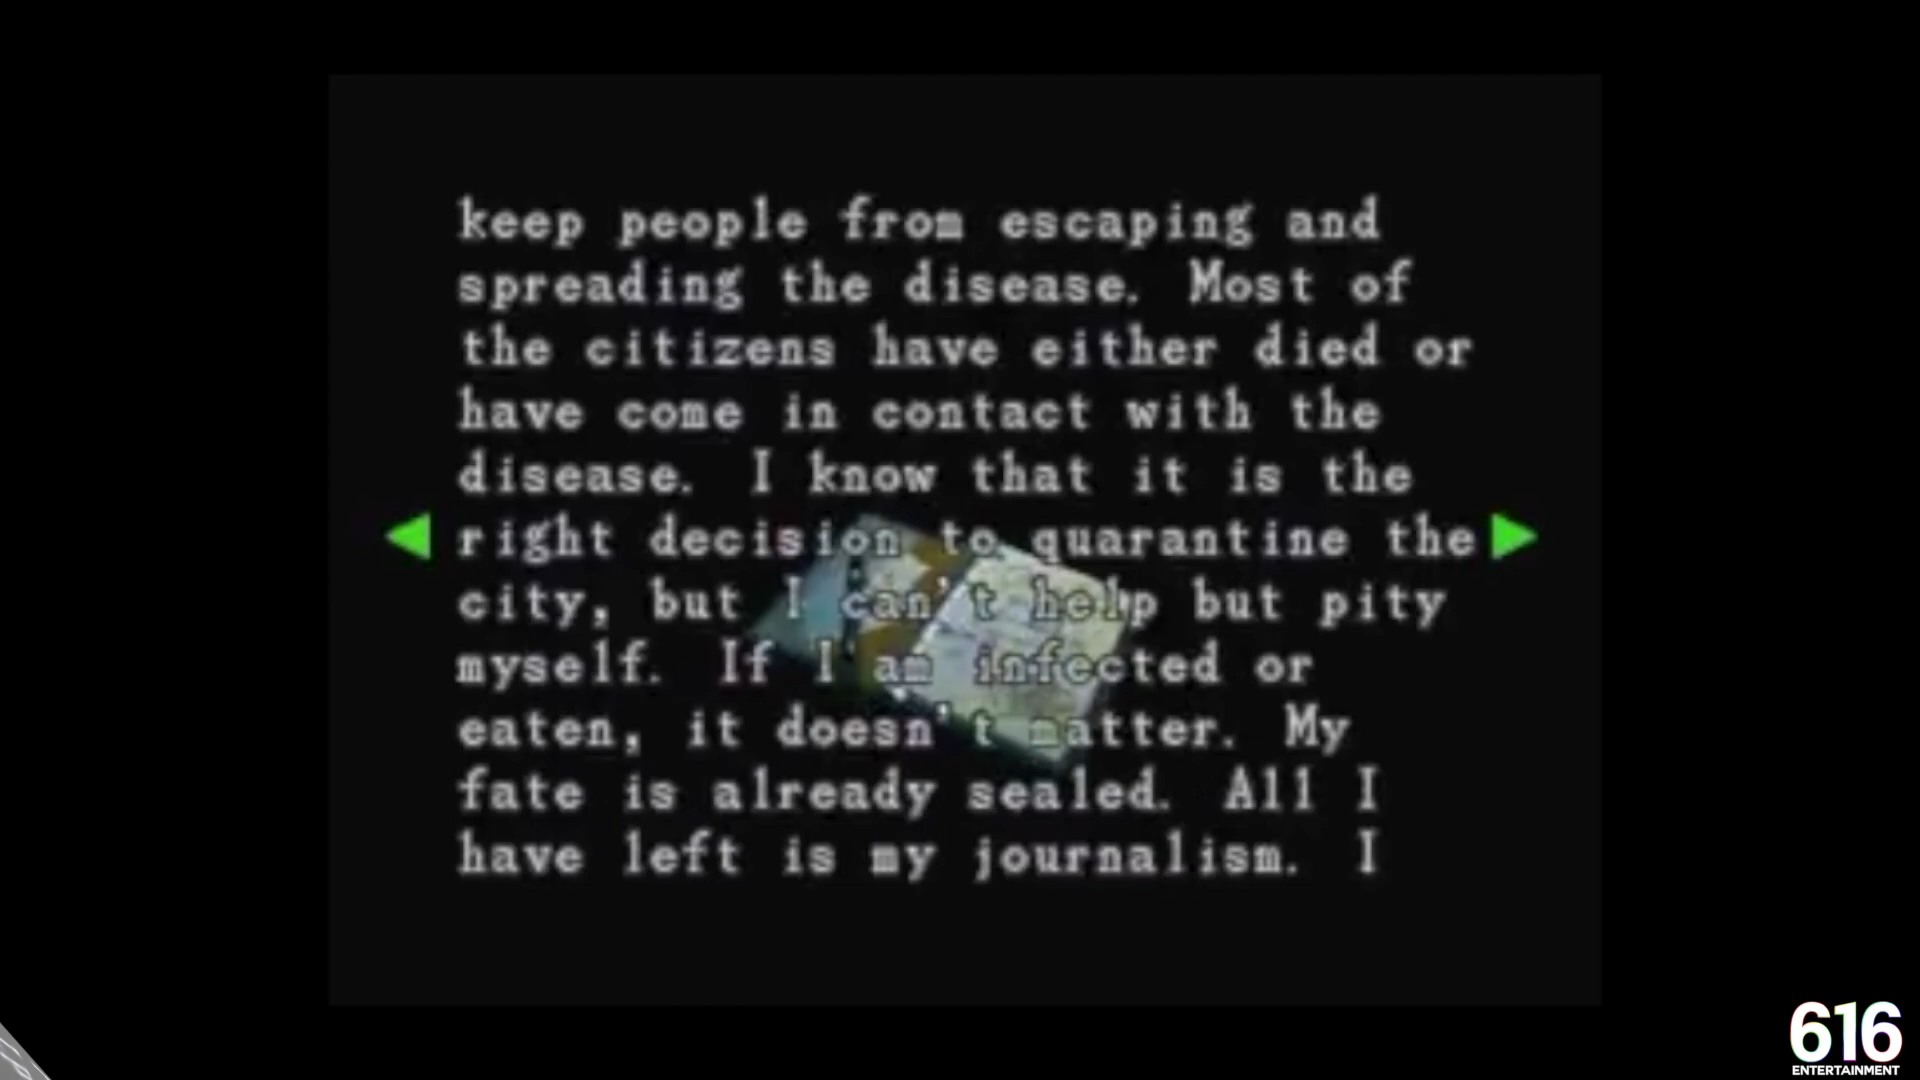 keep people from escaping and
spreading the disease. Most of
the citizens have either died or
have come in contact with the
disease. I know that it is the
right decision to quarantine the
city, but I can't help but pity
myself. If I am infected or
eaten, it doesn't matter. My
fate is already sealed. All I
have left is my journalism. I
616
ENTERTAINMENT